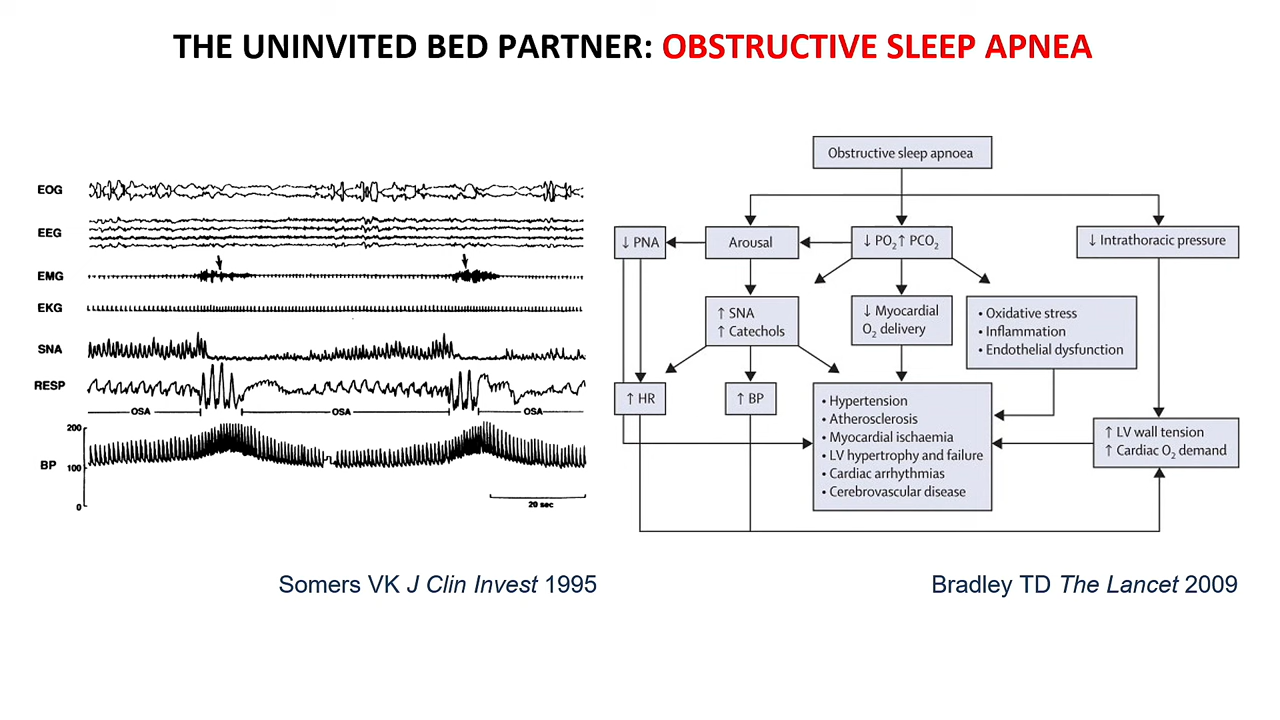 THE UNINVITED BED PARTNER: OBSTRUCTIVE SLEEP APNEA
EOG
EEG
EMG
EKG
SNA
RESP
OSA
OSA
OSA
200
BP
100
0
20 sec
Somers VK J Clin Invest 1995
Obstructive sleep apnoea
↓ PNA
Arousal
↓ PO₂↑ PCO₂
↓ Intrathoracic pressure
↑ SNA
↑ Catechols
↓ Myocardial
O₂ delivery
• Oxidative stress
• Inflammation
• Endothelial dysfunction
↑ HR
↑ BP
• Hypertension
• Atherosclerosis
• Myocardial ischaemia
• LV hypertrophy and failure
• Cardiac arrhythmias
• Cerebrovascular disease
↑ LV wall tension
↑ Cardiac O₂ demand
Bradley TD The Lancet 2009